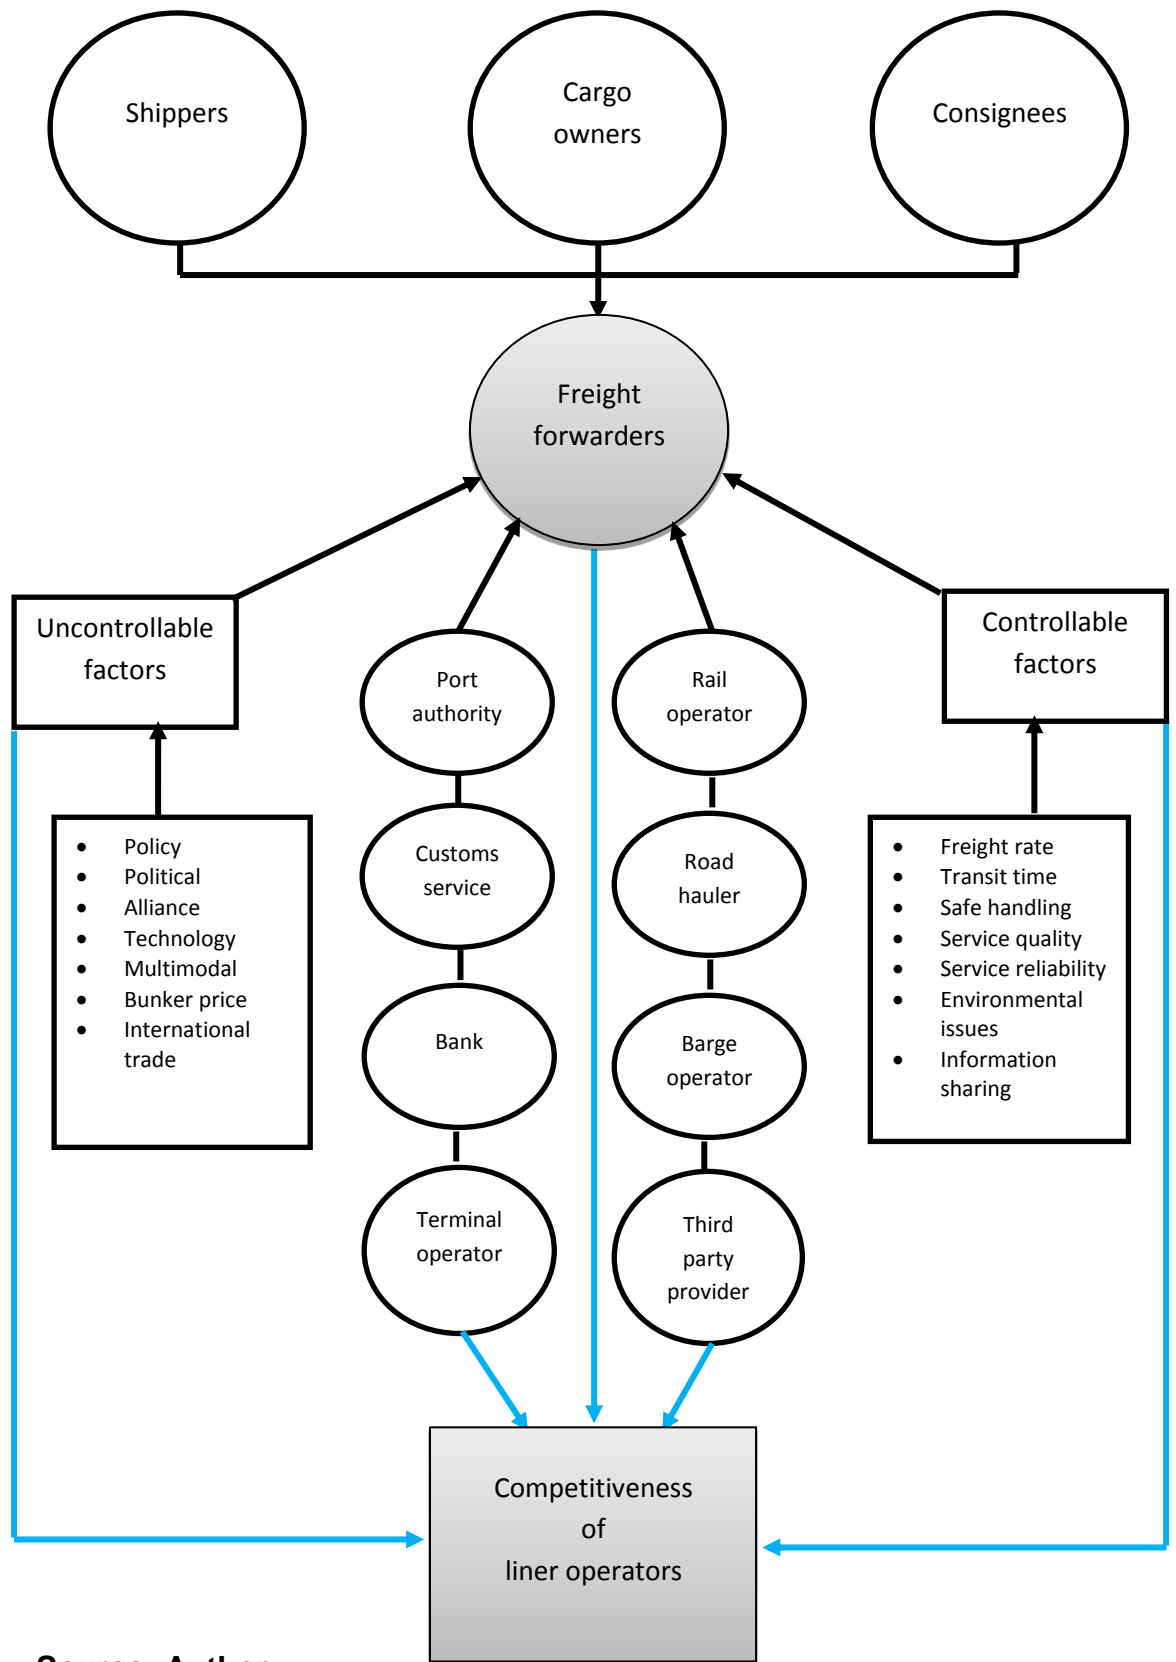 Shippers
Cargo
owners
Consignees
Freight
forwarders
Uncontrollable
factors
Controllable
factors
Port
authority
Rail
operator
• Policy
• Political
• Alliance
• Technology
• Multimodal
• Bunker price
• International
trade
Customs
service
Road
hauler
• Freight rate
• Transit time
• Safe handling
• Service quality
• Service reliability
• Environmental
issues
• Information
sharing
Bank
Barge
operator
Terminal
operator
Third
party
provider
Competitiveness
of
liner operators
Source: Author